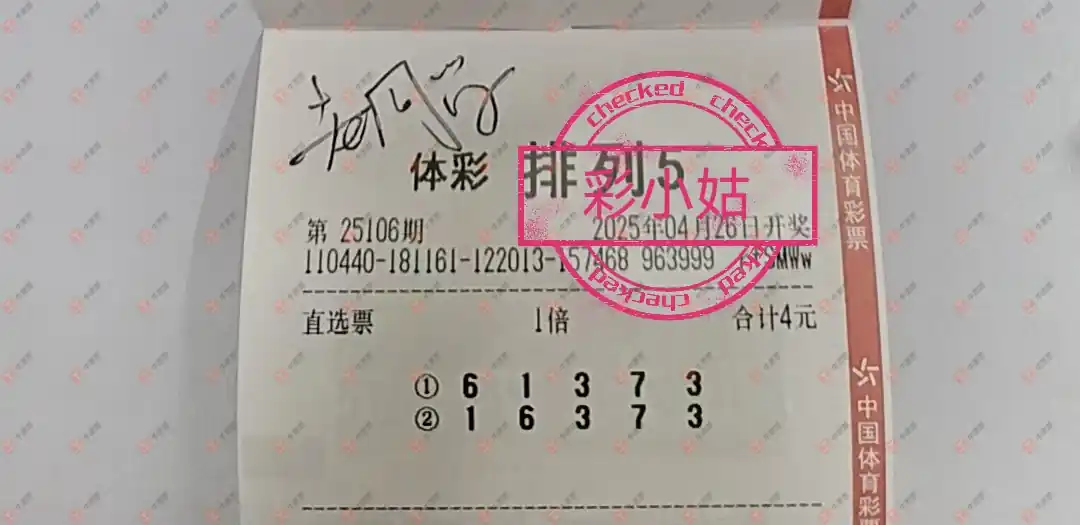 体彩 排列5
彩小姑
checked checked
checked checked
第 25106期 2025年04月26日开奖
110440-181161-122013-157468 963999
直选票 1倍 合计4元
① 6 1 3 7 3
② 1 6 3 7 3
中国体育彩票
中国体育彩票